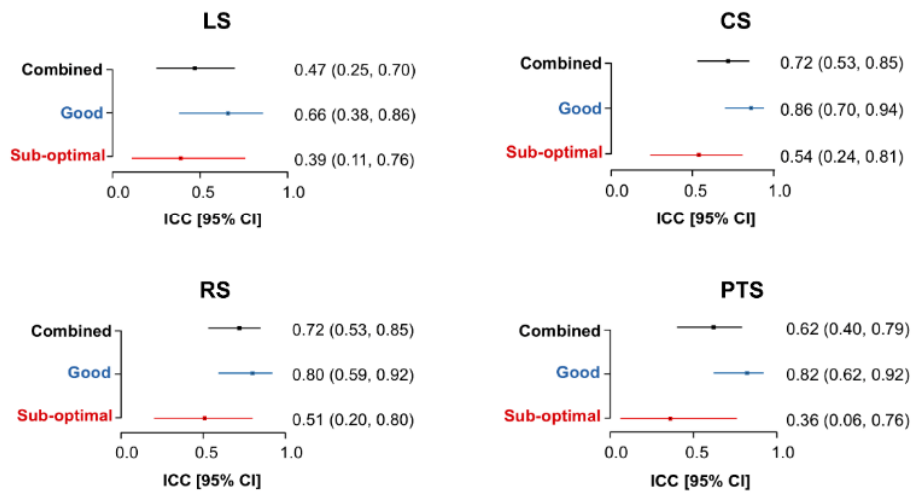 LS
Combined 0.47 (0.25, 0.70)
Good 0.66 (0.38, 0.86)
Sub-optimal 0.39 (0.11, 0.76)
0.0 0.5 1.0
ICC [95% CI]
CS
Combined 0.72 (0.53, 0.85)
Good 0.86 (0.70, 0.94)
Sub-optimal 0.54 (0.24, 0.81)
0.0 0.5 1.0
ICC [95% CI]
RS
Combined 0.72 (0.53, 0.85)
Good 0.80 (0.59, 0.92)
Sub-optimal 0.51 (0.20, 0.80)
0.0 0.5 1.0
ICC [95% CI]
PTS
Combined 0.62 (0.40, 0.79)
Good 0.82 (0.62, 0.92)
Sub-optimal 0.36 (0.06, 0.76)
0.0 0.5 1.0
ICC [95% CI]